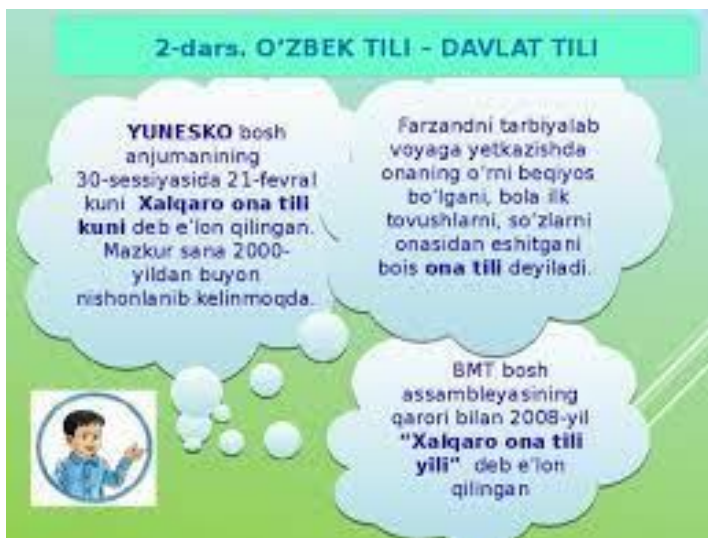 2-dars. O'ZBEK TILI – DAVLAT TILI
YUNESKO bosh
anjumanining
30-sessiyasida 21-fevral
kuni Xalqaro ona tili
kuni deb e'lon qilingan.
Mazkur sana 2000-
yildan buyon
nishonlanib kelinmoqda.
Farzandni tarbiyalab
voyaga yetkazishda
onaning o'rni beqiyos
bo'lgani, bola ilk
tovushlarni, so'zlarni
onasidan eshitgani
bois ona tili deyiladi.
BMT bosh
assambleyasining
qarori bilan 2008-yil
"Xalqaro ona tili
yili" deb e'lon
qilingan